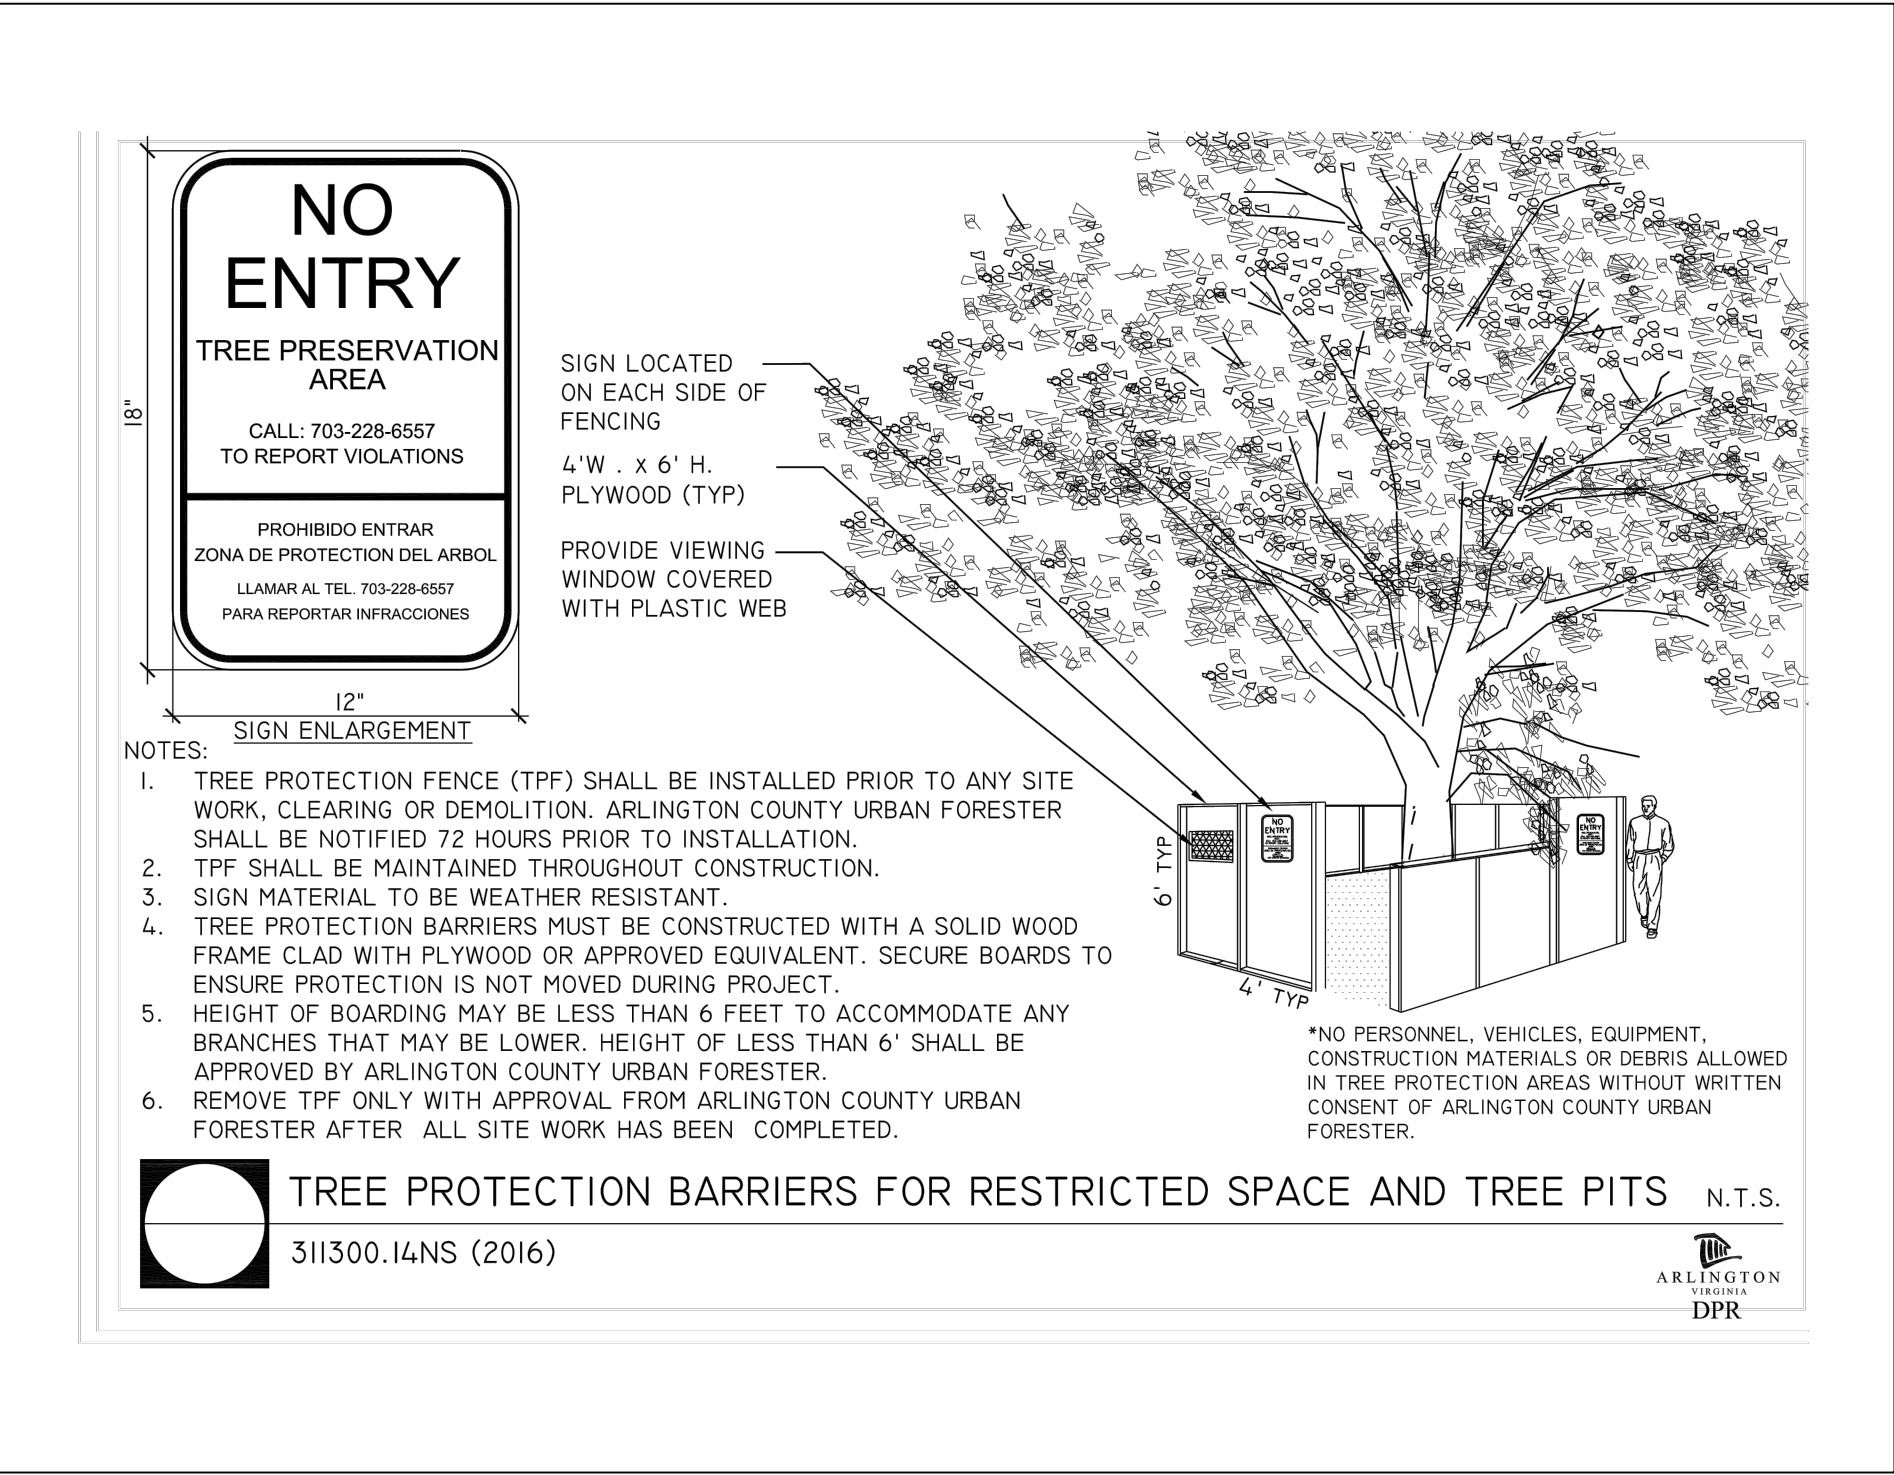 NO
ENTRY
TREE PRESERVATION
AREA
CALL: 703-228-6557
TO REPORT VIOLATIONS
PROHIBIDO ENTRAR
ZONA DE PROTECTION DEL ARBOL
LLAMAR AL TEL. 703-228-6557
PARA REPORTAR INFRACCIONES
18"
12"
SIGN ENLARGEMENT
SIGN LOCATED
ON EACH SIDE OF
FENCING
4'W . X 6' H.
PLYWOOD (TYP)
PROVIDE VIEWING
WINDOW COVERED
WITH PLASTIC WEB
NO
ENTRY
NO
ENTRY
6' TYP
4' TYP
NOTES:
1. TREE PROTECTION FENCE (TPF) SHALL BE INSTALLED PRIOR TO ANY SITE
WORK, CLEARING OR DEMOLITION. ARLINGTON COUNTY URBAN FORESTER
SHALL BE NOTIFIED 72 HOURS PRIOR TO INSTALLATION.
2. TPF SHALL BE MAINTAINED THROUGHOUT CONSTRUCTION.
3. SIGN MATERIAL TO BE WEATHER RESISTANT.
4. TREE PROTECTION BARRIERS MUST BE CONSTRUCTED WITH A SOLID WOOD
FRAME CLAD WITH PLYWOOD OR APPROVED EQUIVALENT. SECURE BOARDS TO
ENSURE PROTECTION IS NOT MOVED DURING PROJECT.
5. HEIGHT OF BOARDING MAY BE LESS THAN 6 FEET TO ACCOMMODATE ANY
BRANCHES THAT MAY BE LOWER. HEIGHT OF LESS THAN 6' SHALL BE
APPROVED BY ARLINGTON COUNTY URBAN FORESTER.
6. REMOVE TPF ONLY WITH APPROVAL FROM ARLINGTON COUNTY URBAN
FORESTER AFTER ALL SITE WORK HAS BEEN COMPLETED.
*NO PERSONNEL, VEHICLES, EQUIPMENT,
CONSTRUCTION MATERIALS OR DEBRIS ALLOWED
IN TREE PROTECTION AREAS WITHOUT WRITTEN
CONSENT OF ARLINGTON COUNTY URBAN
FORESTER.
TREE PROTECTION BARRIERS FOR RESTRICTED SPACE AND TREE PITS N.T.S.
311300.14NS (2016)
ARLINGTON
VIRGINIA
DPR